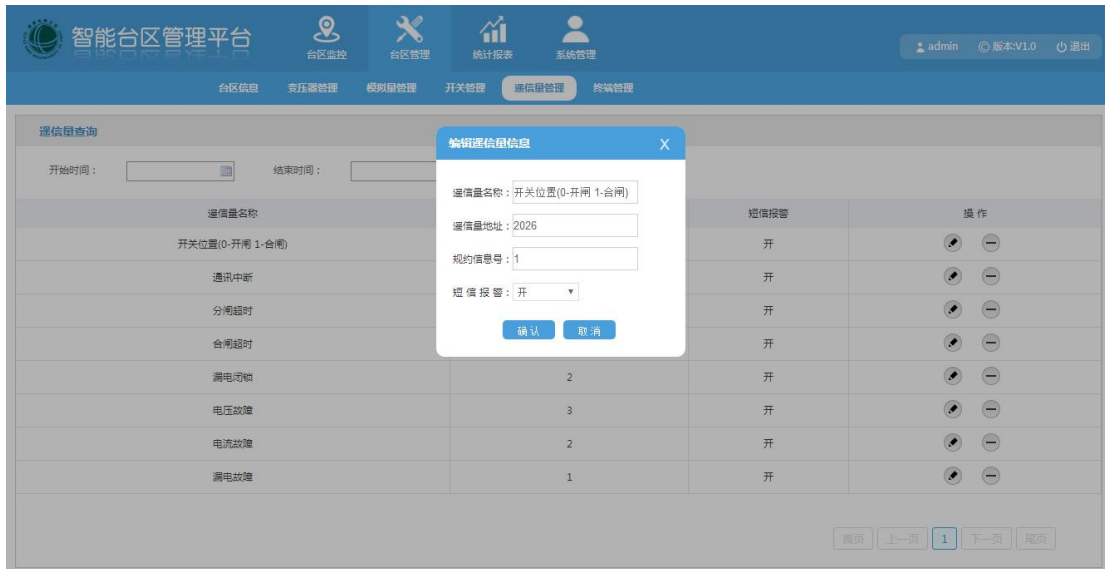 智能台区管理平台
台区监控 台区管理 统计报表 系统管理
admin © 版本:V1.0 退出
台区信息 变压器管理 模拟量管理 开关管理 遥信量管理 终端管理
遥信量查询
开始时间： 结束时间：
遥信量名称 短信报警 操作
开关位置(0-开闸 1-合闸) 开
通讯中断 开
分闸超时 开
合闸超时 开
漏电闭锁 2 开
电压故障 3 开
电流故障 2 开
漏电故障 1 开
编辑遥信量信息 X
遥信量名称：开关位置(0-开闸 1-合闸)
遥信量地址：2026
规约信息号：1
短信报警：开
确认 取消
首页 上一页 1 下一页 尾页